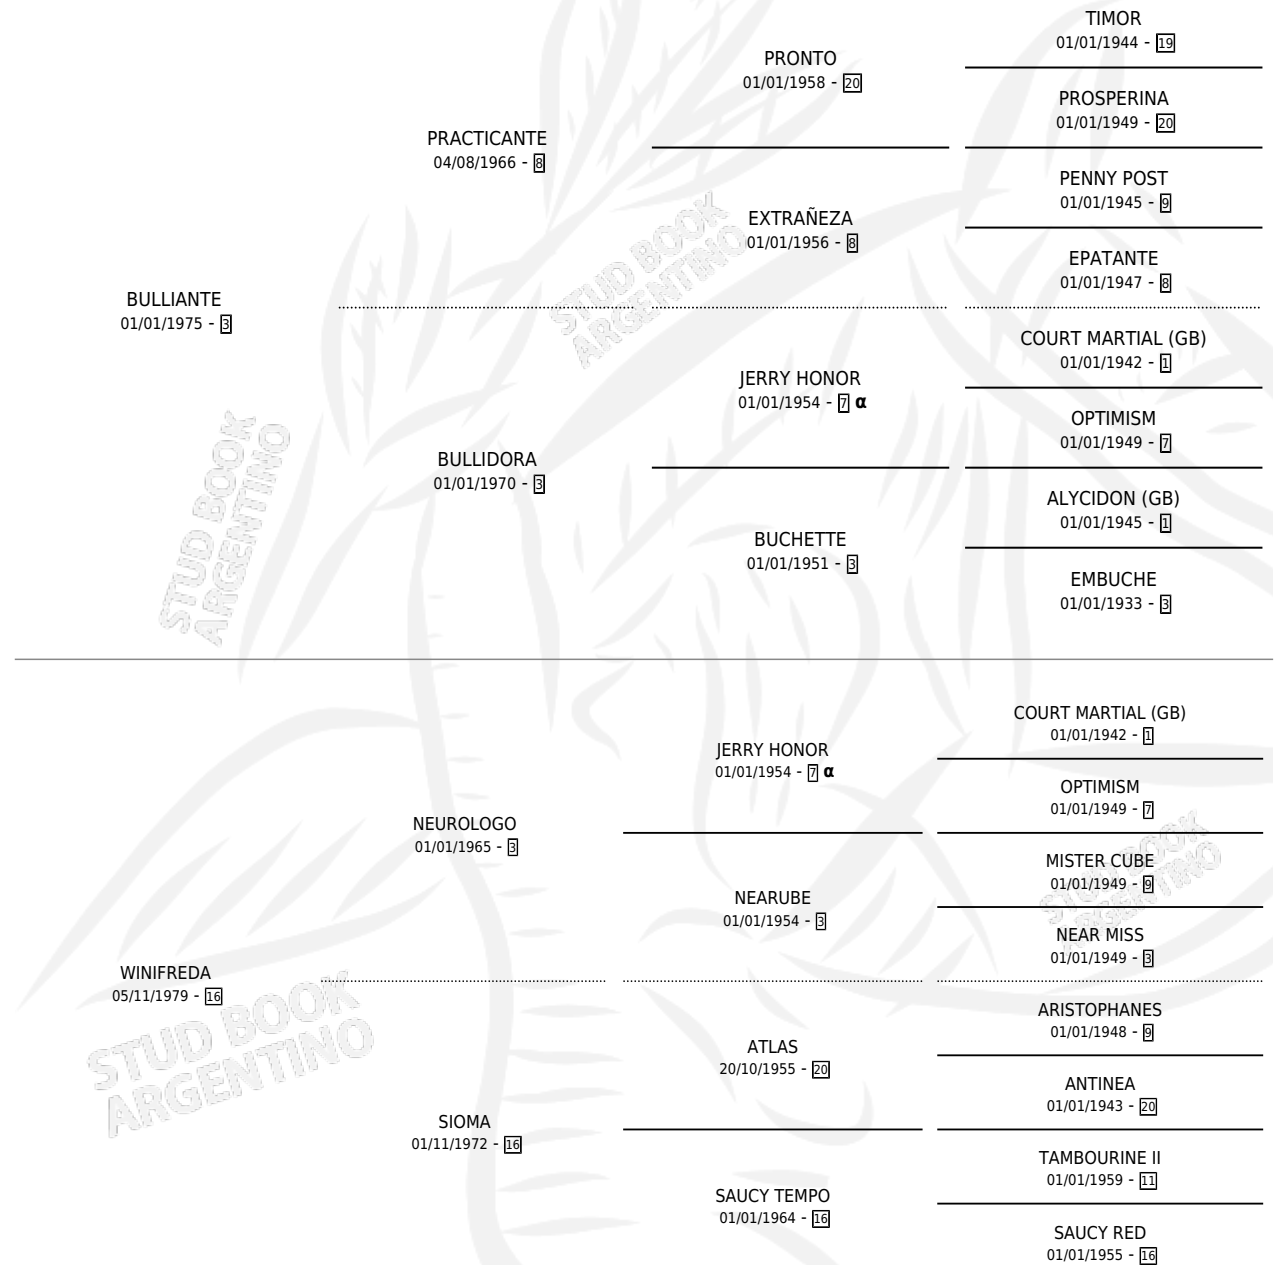 TIMOR
01/01/1944 - 19
PRONTO
01/01/1958 - 20
PROSPERINA
01/01/1949 - 20
PRACTICANTE
04/08/1966 - 8
PENNY POST
01/01/1945 - 9
EXTRAÑEZA
01/01/1956 - 8
EPATANTE
01/01/1947 - 8
BULLIANTE
01/01/1975 - 3
COURT MARTIAL (GB)
01/01/1942 - 1
JERRY HONOR
01/01/1954 - 7 α
OPTIMISM
01/01/1949 - 7
BULLIDORA
01/01/1970 - 3
ALYCIDON (GB)
01/01/1945 - 1
BUCHETTE
01/01/1951 - 3
EMBUCHE
01/01/1933 - 3
COURT MARTIAL (GB)
01/01/1942 - 1
JERRY HONOR
01/01/1954 - 7 α
OPTIMISM
01/01/1949 - 7
NEUROLOGO
01/01/1965 - 3
MISTER CUBE
01/01/1949 - 9
NEARUBE
01/01/1954 - 3
NEAR MISS
01/01/1949 - 3
WINIFREDA
05/11/1979 - 16
ARISTOPHANES
01/01/1948 - 9
ATLAS
20/10/1955 - 20
ANTINEA
01/01/1943 - 20
SIOMA
01/11/1972 - 16
TAMBOURINE II
01/01/1959 - 11
SAUCY TEMPO
01/01/1964 - 16
SAUCY RED
01/01/1955 - 16
STUD BOOK
ARGENTINO
STUD BOOK
ARGENTINO
STUD BOOK
ARGENTINO
STUD BOOK
ARGENTINO